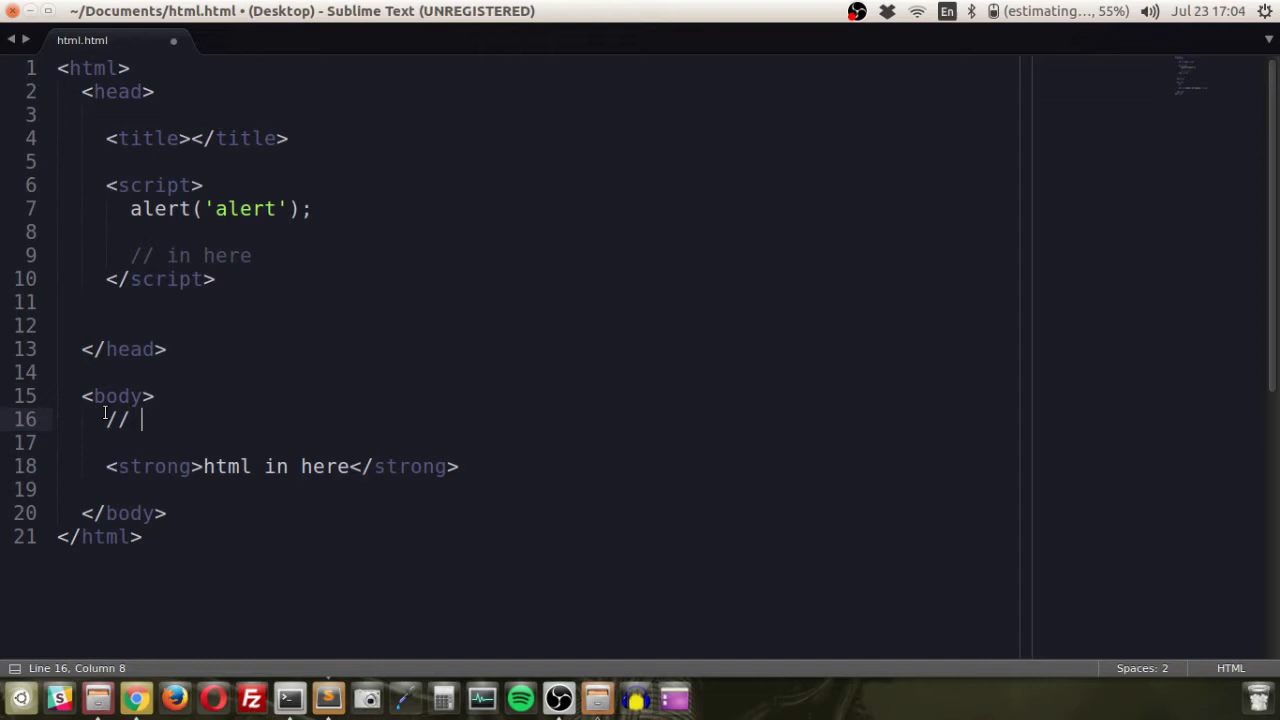 ~/Documents/html.html • (Desktop) - Sublime Text (UNREGISTERED)
En
(estimating..., 55%)
Jul 23 17:04
html.html
1 <html>
2 <head>
3
4 <title></title>
5
6 <script>
7 alert('alert');
8
9 // in here
10 </script>
11
12
13 </head>
14
15 <body>
16 //
17
18 <strong>html in here</strong>
19
20 </body>
21 </html>
Line 16, Column 8
Spaces: 2
HTML